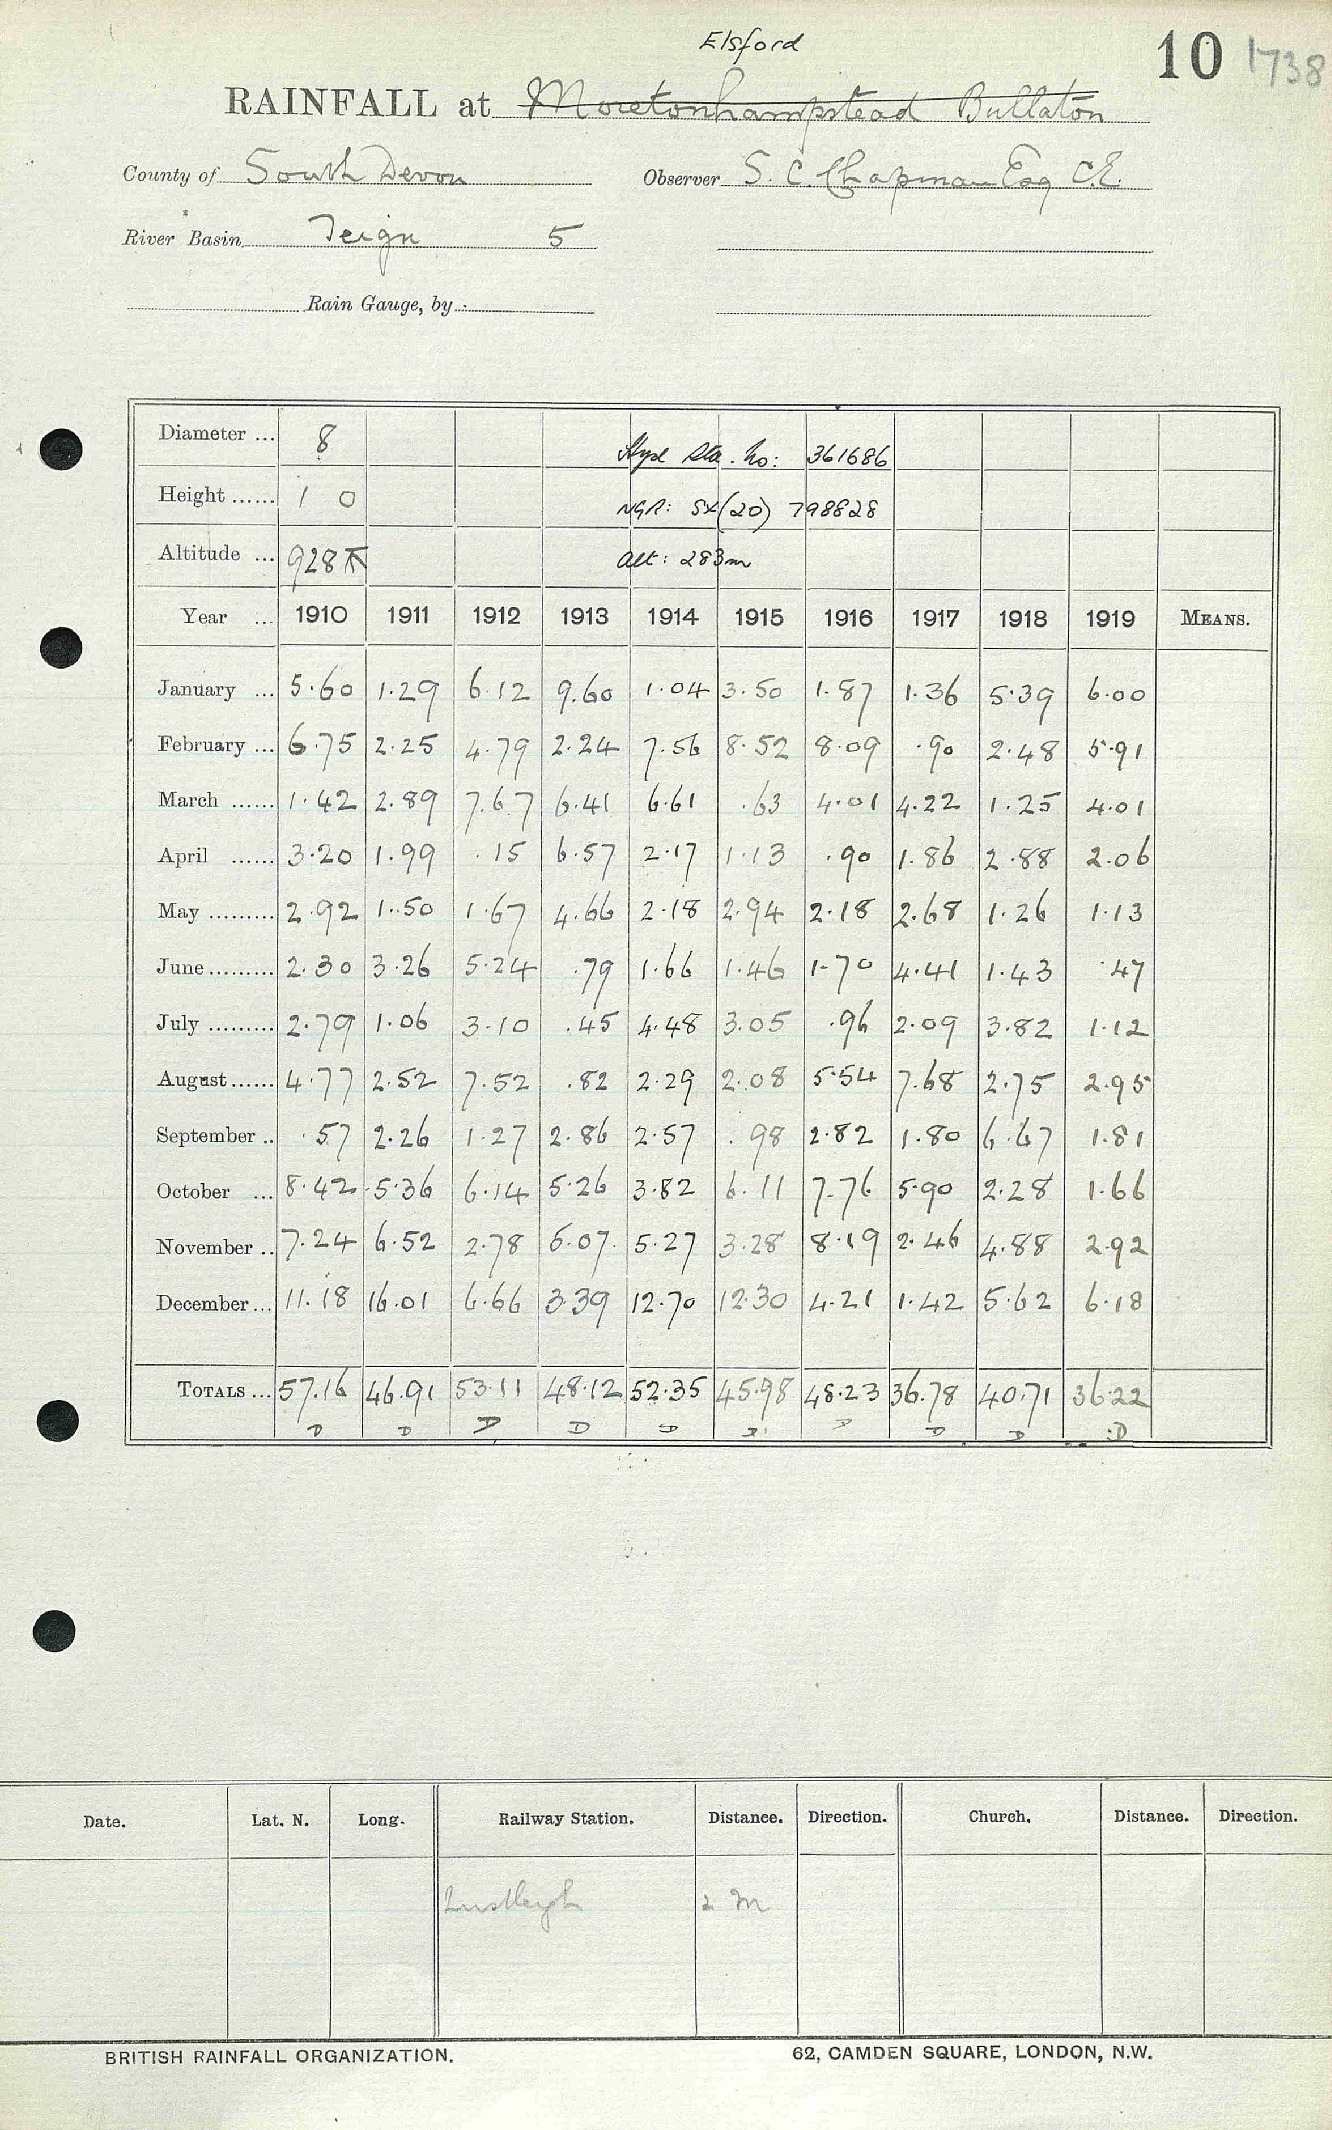 Elsford
10 1738
RAINFALL at Moretonhampstead Bullaton
County of South Devon Observer S. C. Chapman Esq C.E.
River Basin Teign 5
Rain Gauge, by :
Diameter ... 8 Hyd Sta. No: 361686
Height ...... 1 0 NGR: SX(20) 798828
Altitude ... 928 Alt: 283m
Year ... 1910 1911 1912 1913 1914 1915 1916 1917 1918 1919 MEANS.
January ... 5.60 1.29 6.12 9.60 1.04 3.50 1.87 1.36 5.39 6.00
February ... 6.75 2.25 4.79 2.24 7.56 8.52 8.09 .90 2.48 5.91
March ...... 1.42 2.89 7.67 6.41 6.61 .63 4.01 4.22 1.25 4.01
April ...... 3.20 1.99 .15 6.57 2.17 1.13 .90 1.86 2.88 2.06
May ......... 2.92 1.50 1.67 4.66 2.18 2.94 2.18 2.68 1.26 1.13
June ......... 2.30 3.26 5.24 .79 1.66 1.46 1.70 4.41 1.43 .47
July ......... 2.79 1.06 3.10 .45 4.48 3.05 .96 2.09 3.82 1.12
August ...... 4.77 2.52 7.52 .82 2.29 2.08 5.54 7.68 2.75 2.95
September .. .57 2.26 1.27 2.86 2.57 .98 2.82 1.80 6.67 1.81
October ... 8.42 5.36 6.14 5.26 3.82 6.11 7.76 5.90 2.28 1.66
November .. 7.24 6.52 2.78 6.07 5.27 3.28 8.19 2.46 4.88 2.92
December ... 11.18 16.01 6.66 3.39 12.70 12.30 4.21 1.42 5.62 6.18
TOTALS ... 57.16 46.91 53.11 48.12 52.35 45.98 48.23 36.78 40.71 36.22
D D D D D D D D D D
Date. Lat. N. Long. Railway Station. Distance. Direction. Church. Distance. Direction.
Lustleigh 2 m
BRITISH RAINFALL ORGANIZATION. 62, CAMDEN SQUARE, LONDON, N.W.